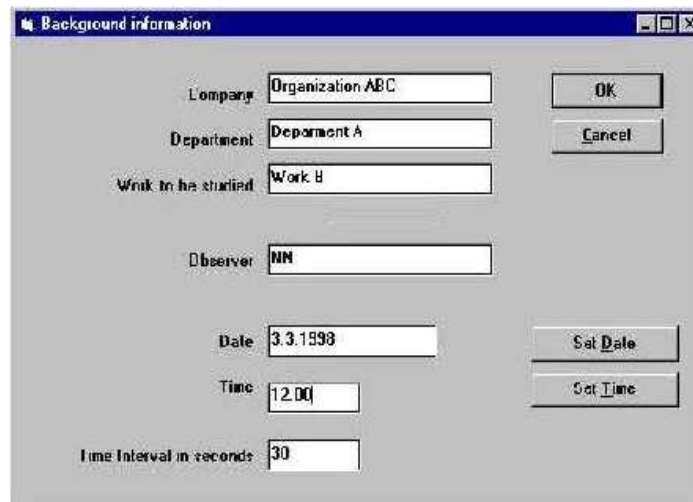 Background information
Company Organization ABC OK
Department Deparment A Cancel
Work to be studied Work B
Observer NN
Date 3.3.1998 Set Date
Time 12.00 Set Time
Time Interval in seconds 30